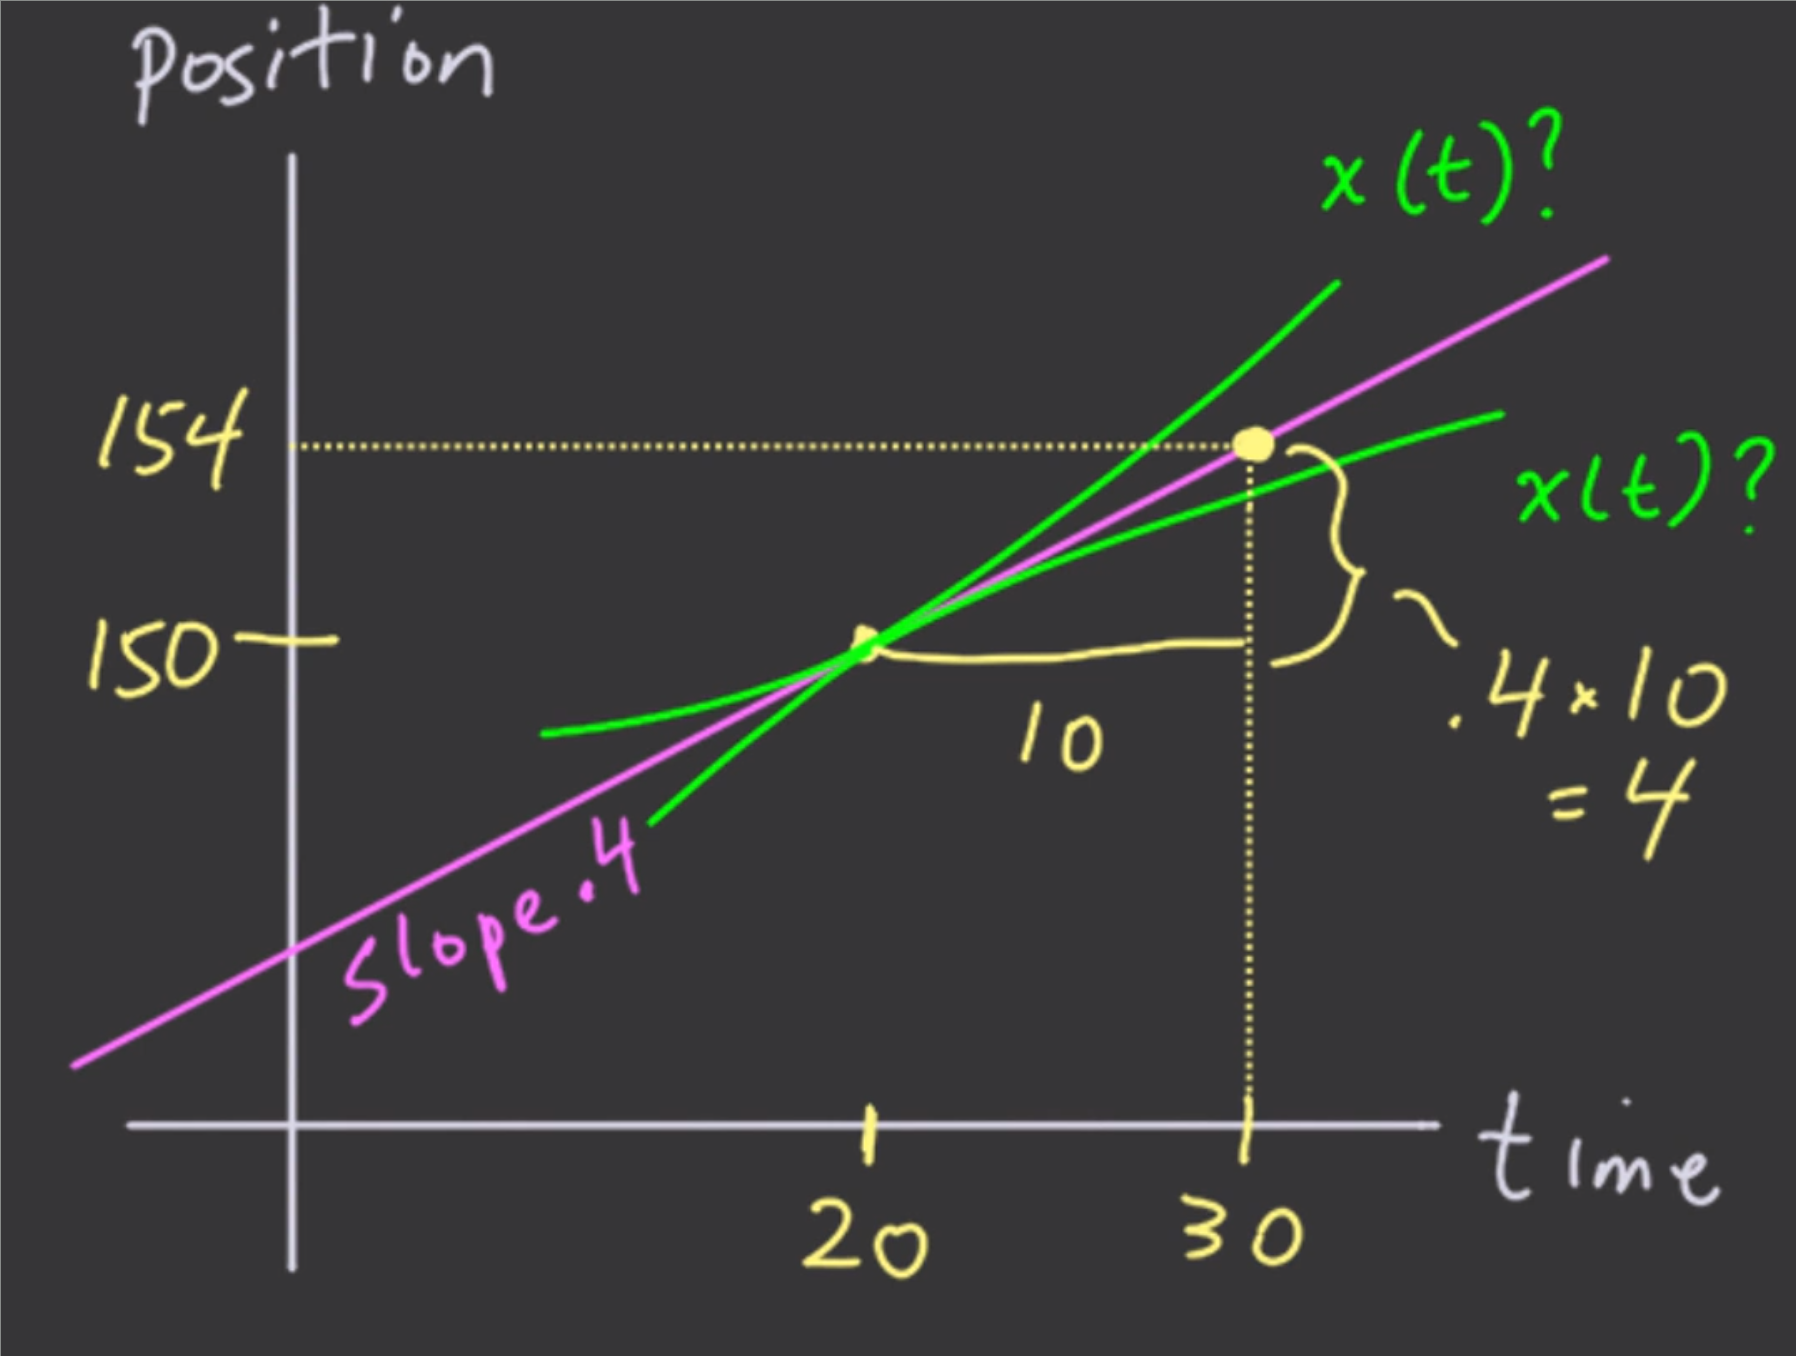 position
x(t)?
154
x(t)?
150
.4×10
10
= 4
slope .4
time
20
30